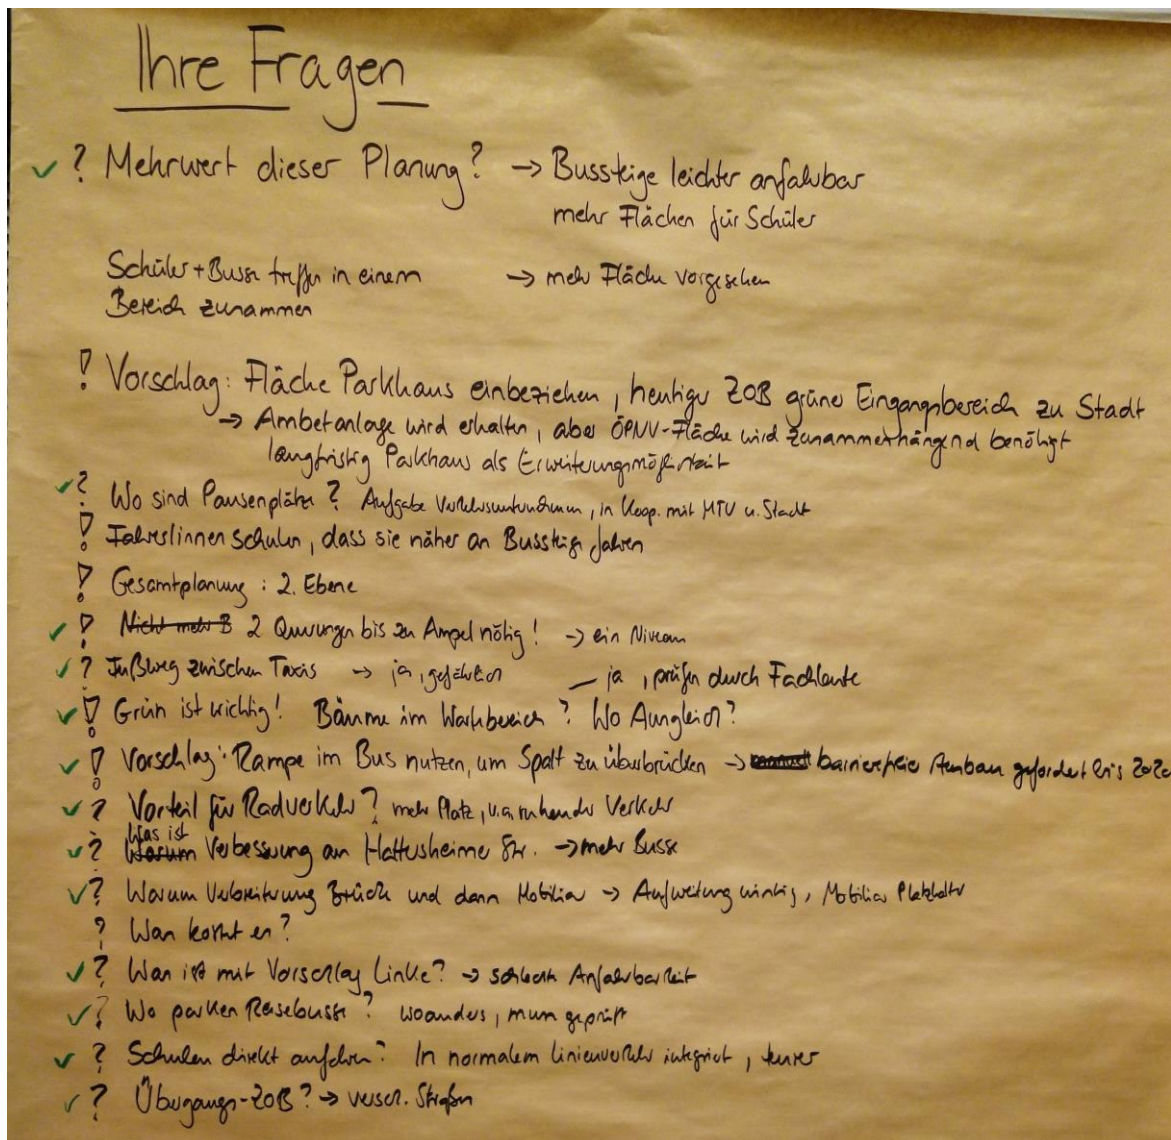 Ihre Fragen
✓ ? Mehrwert dieser Planung? → Bussteige leichter anfahrbar
mehr Flächen für Schüler
Schüler + Busse treffen in einem → mehr Fläche vorgesehen
Bereich zusammen
! Vorschlag: Fläche Parkhaus einbeziehen, heutiger ZOB grüner Eingangsbereich zu Stadt
→ Ambetanlage wird erhalten, aber ÖPNV-Fläche wird zusammenhängend benötigt
langfristig Parkhaus als Erweiterungsmöglichkeit
✓ ? Wo sind Pausenplätze? Aufgabe Verkehrsunternehmen, in Koop. mit MTV u. Stadt
! Fahrer/innen schulen, dass sie näher an Bussteige fahren
! Gesamtplanung: 2. Ebene
✓ ! Nicht mehr B 2 Querungen bis zu Ampel nötig! → ein Niveau
✓ ? Fußweg zwischen Taxis → ja, gefährlich – ja, prüfen durch Fachleute
✓ ! Grün ist wichtig! Bäume im Wartebereich? Wo Ausgleich?
✓ ! Vorschlag: Rampe im Bus nutzen, um Spalt zu überbrücken → barrierefreie Ausbau gefordert bis
✓ ? Vorteil für Radverkehr? mehr Platz, u.a. ruhender Verkehr
Was ist
✓ ? Warum Verbesserung an Hattersheimer Str. → mehr Busse
✓ ? Warum Verbreiterung Brücke und dann Mobiliar → Aufweitung wichtig, Mobiliar Platzhalter
? Was kostet es?
✓ ? Was ist mit Vorschlag Linke? → schlechte Anfahrbarkeit
✓ ? Wo parken Reisebusse? woanders, muss geprüft
✓ ? Schulen direkt anfahren? In normalem Linienverkehr integriert, teurer
✓ ? Übergangs-ZOB? → versch. Straßen